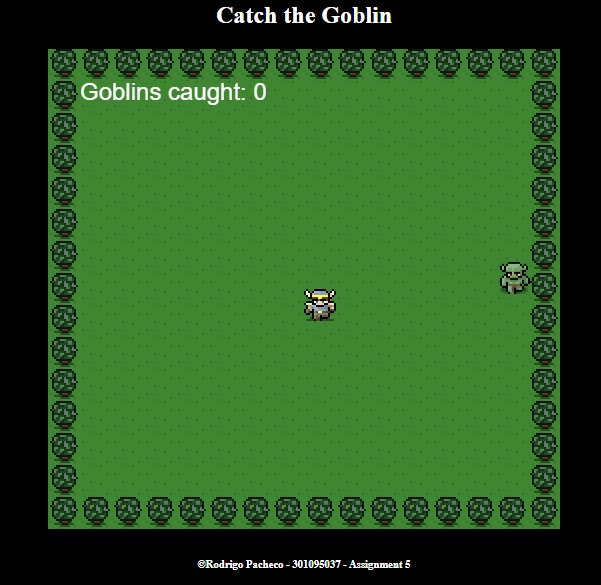 Catch the Goblin
Goblins caught: 0
©Rodrigo Pacheco - 301095037 - Assignment 5